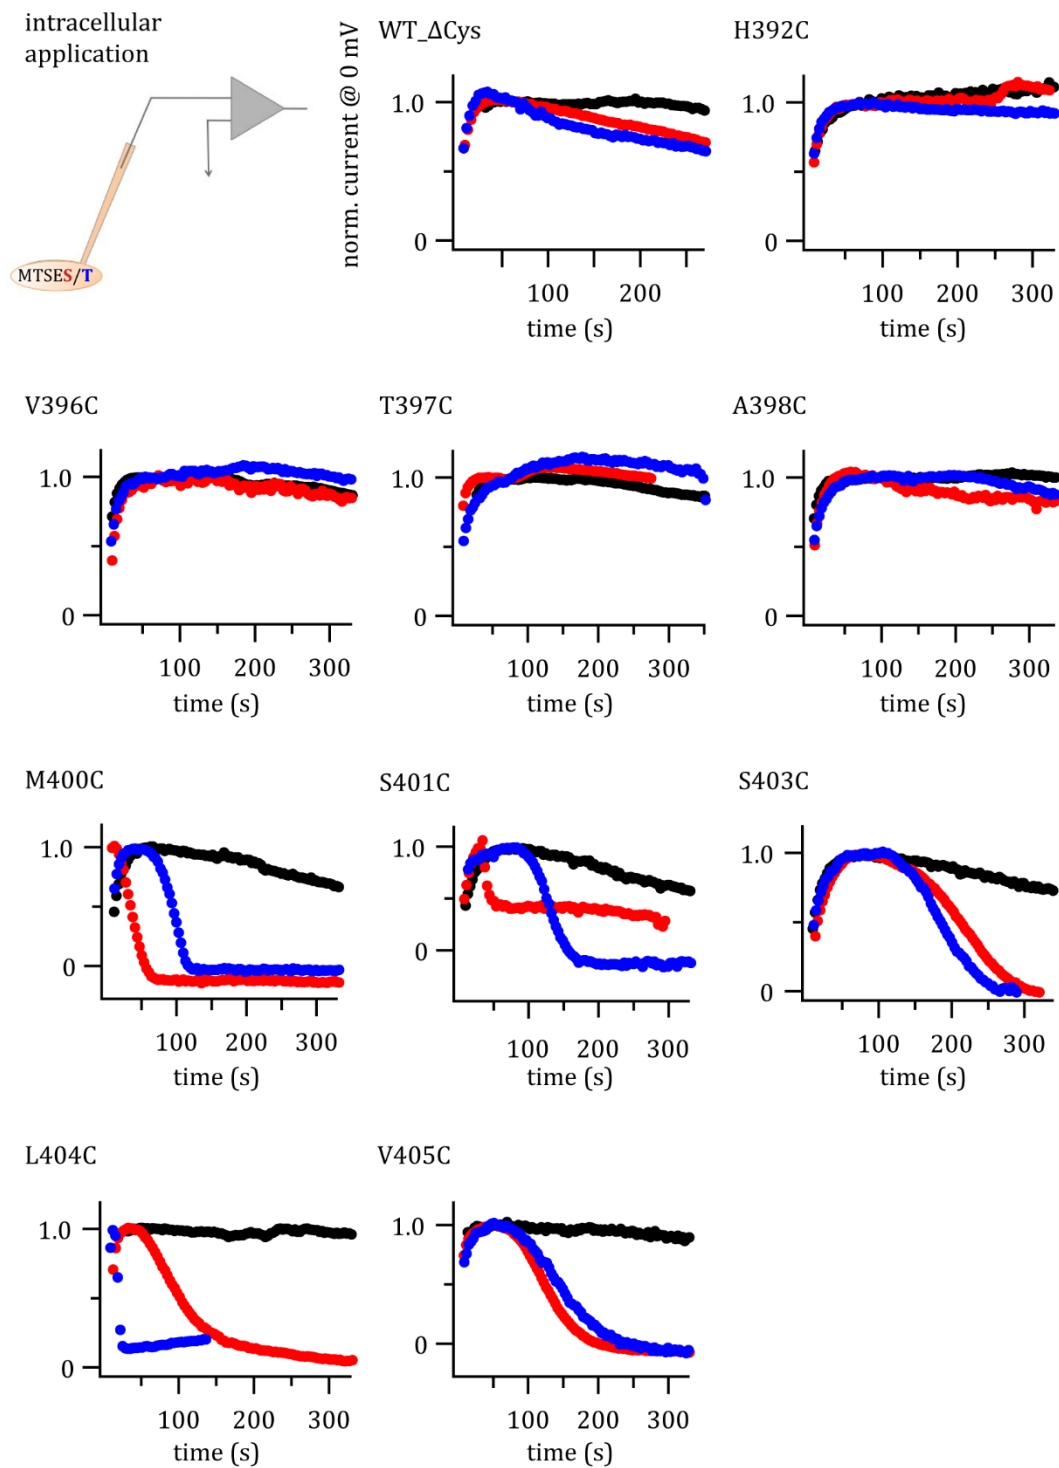 intracellular
application
MTSES/T
norm. current @ 0 mV
WT_ΔCys
1.0
0
100 200
time (s)
H392C
1.0
0
100 200 300
time (s)
V396C
1.0
0
100 200 300
time (s)
T397C
1.0
0
100 200 300
time (s)
A398C
1.0
0
100 200 300
time (s)
M400C
1.0
0
100 200 300
time (s)
S401C
1.0
0
100 200 300
time (s)
S403C
1.0
0
100 200 300
time (s)
L404C
1.0
0
100 200 300
time (s)
V405C
1.0
0
100 200 300
time (s)